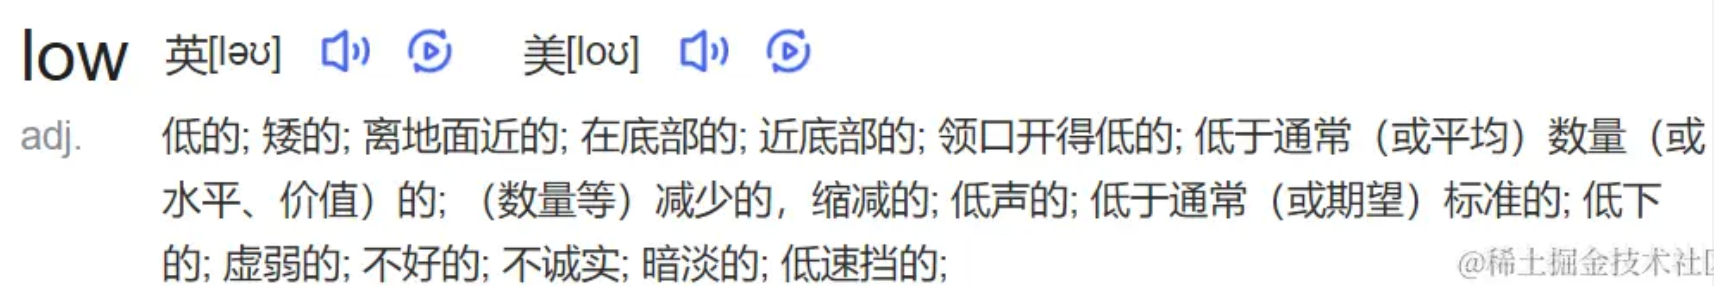 low 英[ləʊ] 美[loʊ]
adj. 低的; 矮的; 离地面近的; 在底部的; 近底部的; 领口开得低的; 低于通常（或平均）数量（或
水平、价值）的; （数量等）减少的，缩减的; 低声的; 低于通常（或期望）标准的; 低下
的; 虚弱的; 不好的; 不诚实; 暗淡的; 低速挡的;
@稀土掘金技术社区